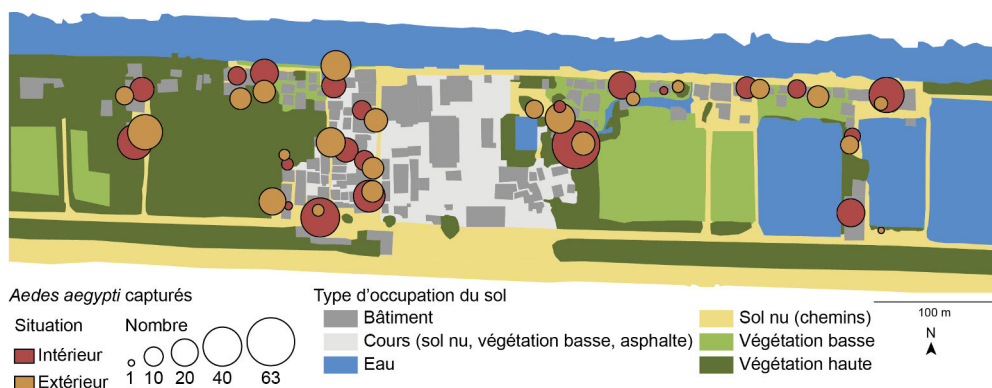 Aedes aegypti capturés
Situation
Intérieur
Extérieur
Nombre
1 10 20 40 63
Type d’occupation du sol
Bâtiment
Cours (sol nu, végétation basse, asphalte)
Eau
Sol nu (chemins)
Végétation basse
Végétation haute
100 m
N